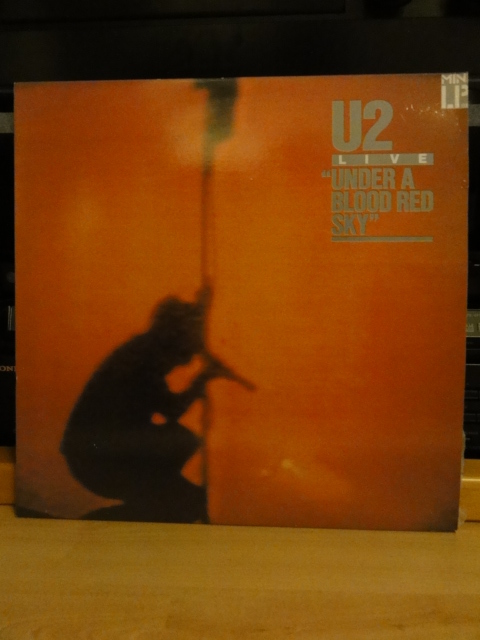 MINI
LP
U2
LIVE
"UNDER A
BLOOD RED
SKY"